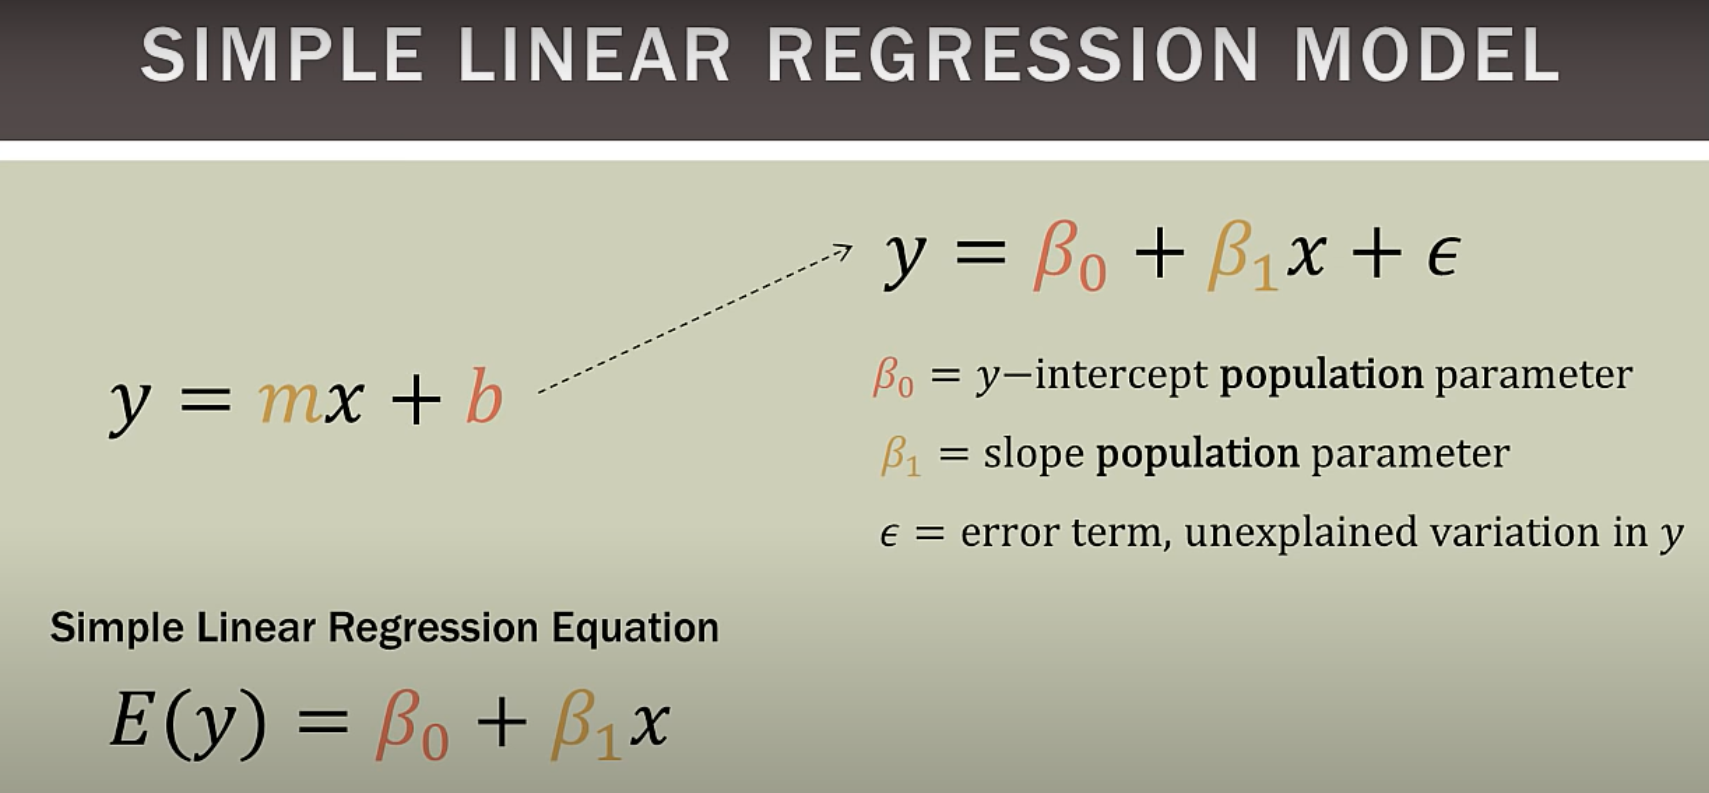 SIMPLE LINEAR REGRESSION MODEL
y = β₀ + β₁x + ϵ
y = mx + b
β₀ = y−intercept population parameter
β₁ = slope population parameter
ϵ = error term, unexplained variation in y
Simple Linear Regression Equation
E(y) = β₀ + β₁x